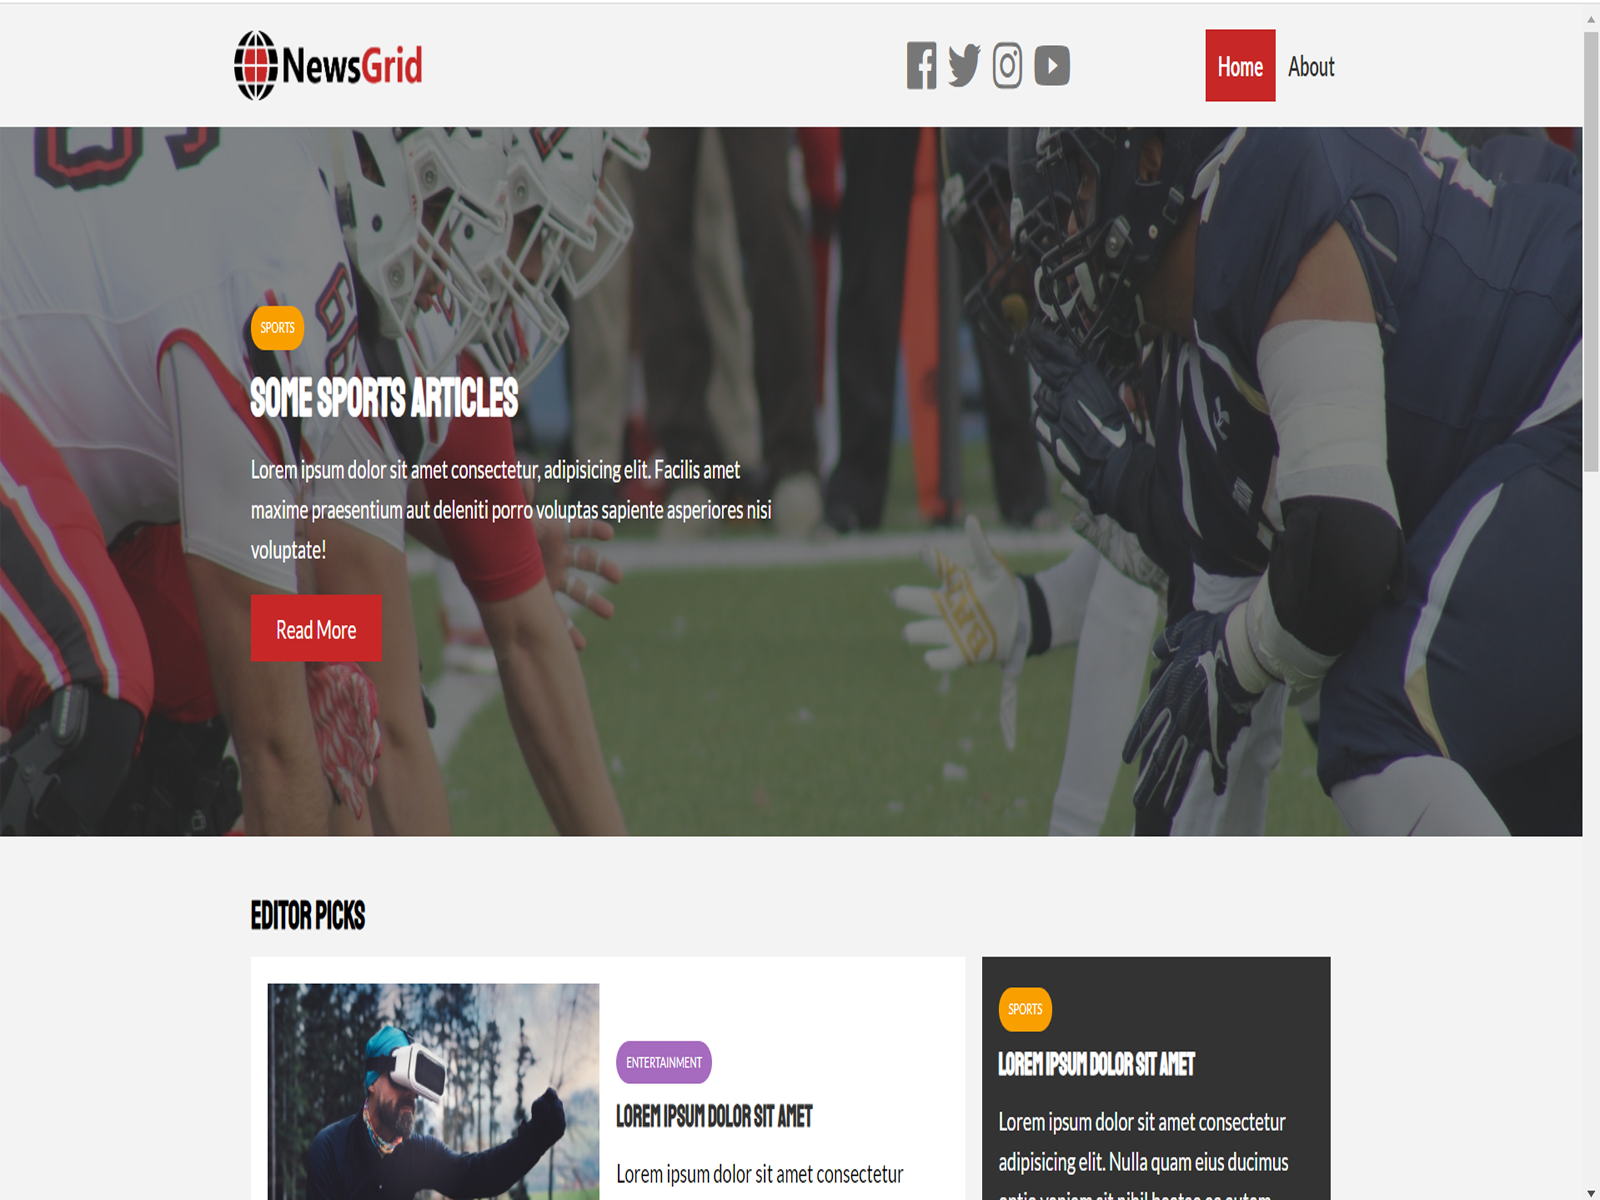 NewsGrid
Home
About
SPORTS
SOME SPORTS ARTICLES
Lorem ipsum dolor sit amet consectetur, adipisicing elit. Facilis amet
maxime praesentium aut deleniti porro voluptas sapiente asperiores nisi
voluptate!
Read More
EDITOR PICKS
ENTERTAINMENT
LOREM IPSUM DOLOR SIT AMET
Lorem ipsum dolor sit amet consectetur
SPORTS
LOREM IPSUM DOLOR SIT AMET
Lorem ipsum dolor sit amet consectetur
adipisicing elit. Nulla quam eius ducimus